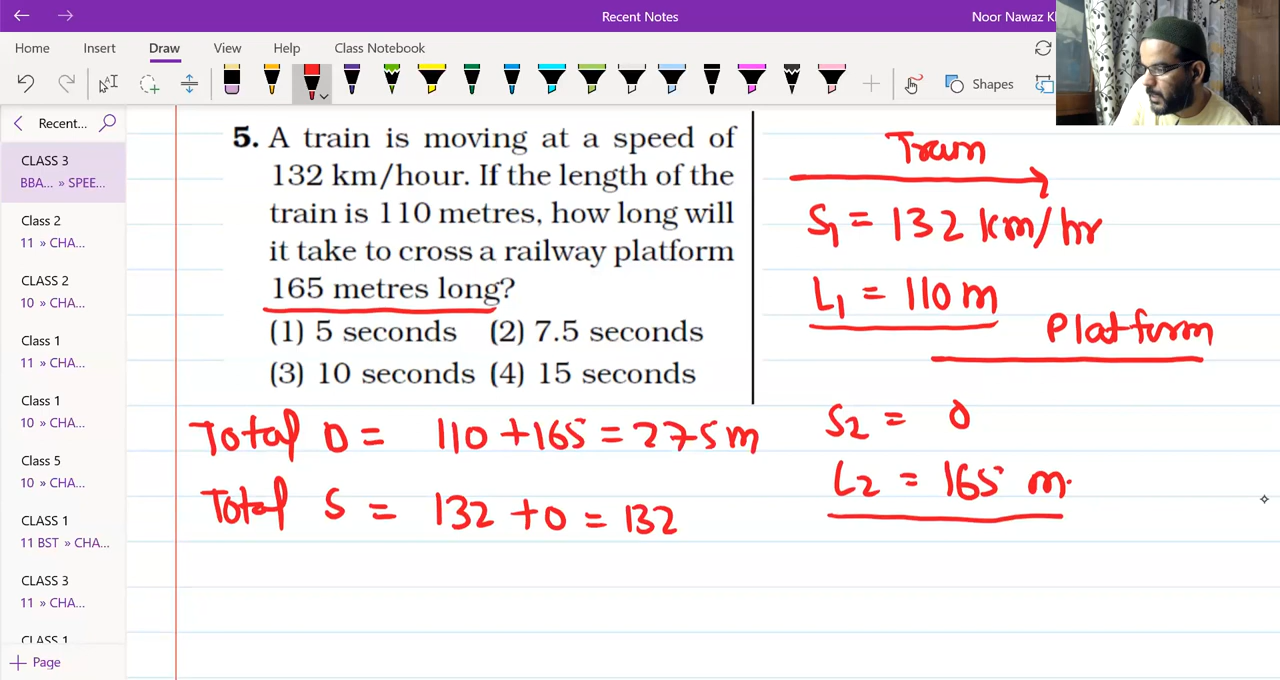 Recent Notes
Noor Nawaz Kh
Home Insert Draw View Help Class Notebook
Shapes
Recent...
CLASS 3
BBA... » SPEE...
Class 2
11 » CHA...
CLASS 2
10 » CHA...
Class 1
11 » CHA...
Class 1
10 » CHA...
Class 5
10 » CHA...
CLASS 1
11 BST » CHA...
CLASS 3
11 » CHA...
CLASS 1
Page
5. A train is moving at a speed of
132 km/hour. If the length of the
train is 110 metres, how long will
it take to cross a railway platform
165 metres long?
(1) 5 seconds (2) 7.5 seconds
(3) 10 seconds (4) 15 seconds
Total D = 110 + 165 = 275 m
Total S = 132 + 0 = 132
Train
S1 = 132 km/hr
L1 = 110 m
Platform
S2 = 0
L2 = 165 m.